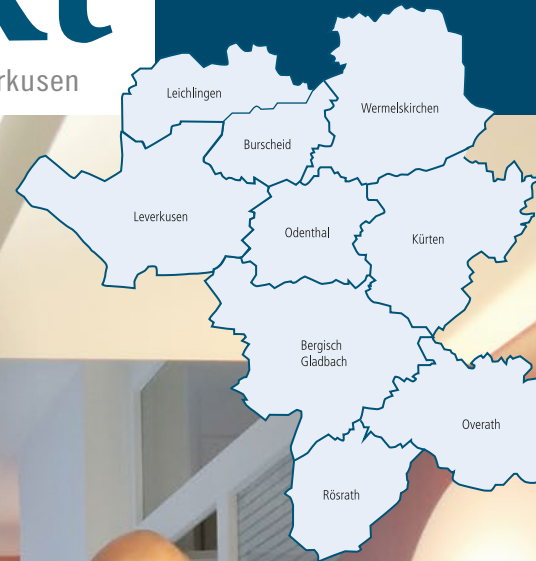 rkusen
Leichlingen
Wermelskirchen
Burscheid
Leverkusen
Odenthal
Kürten
Bergisch
Gladbach
Overath
Rösrath